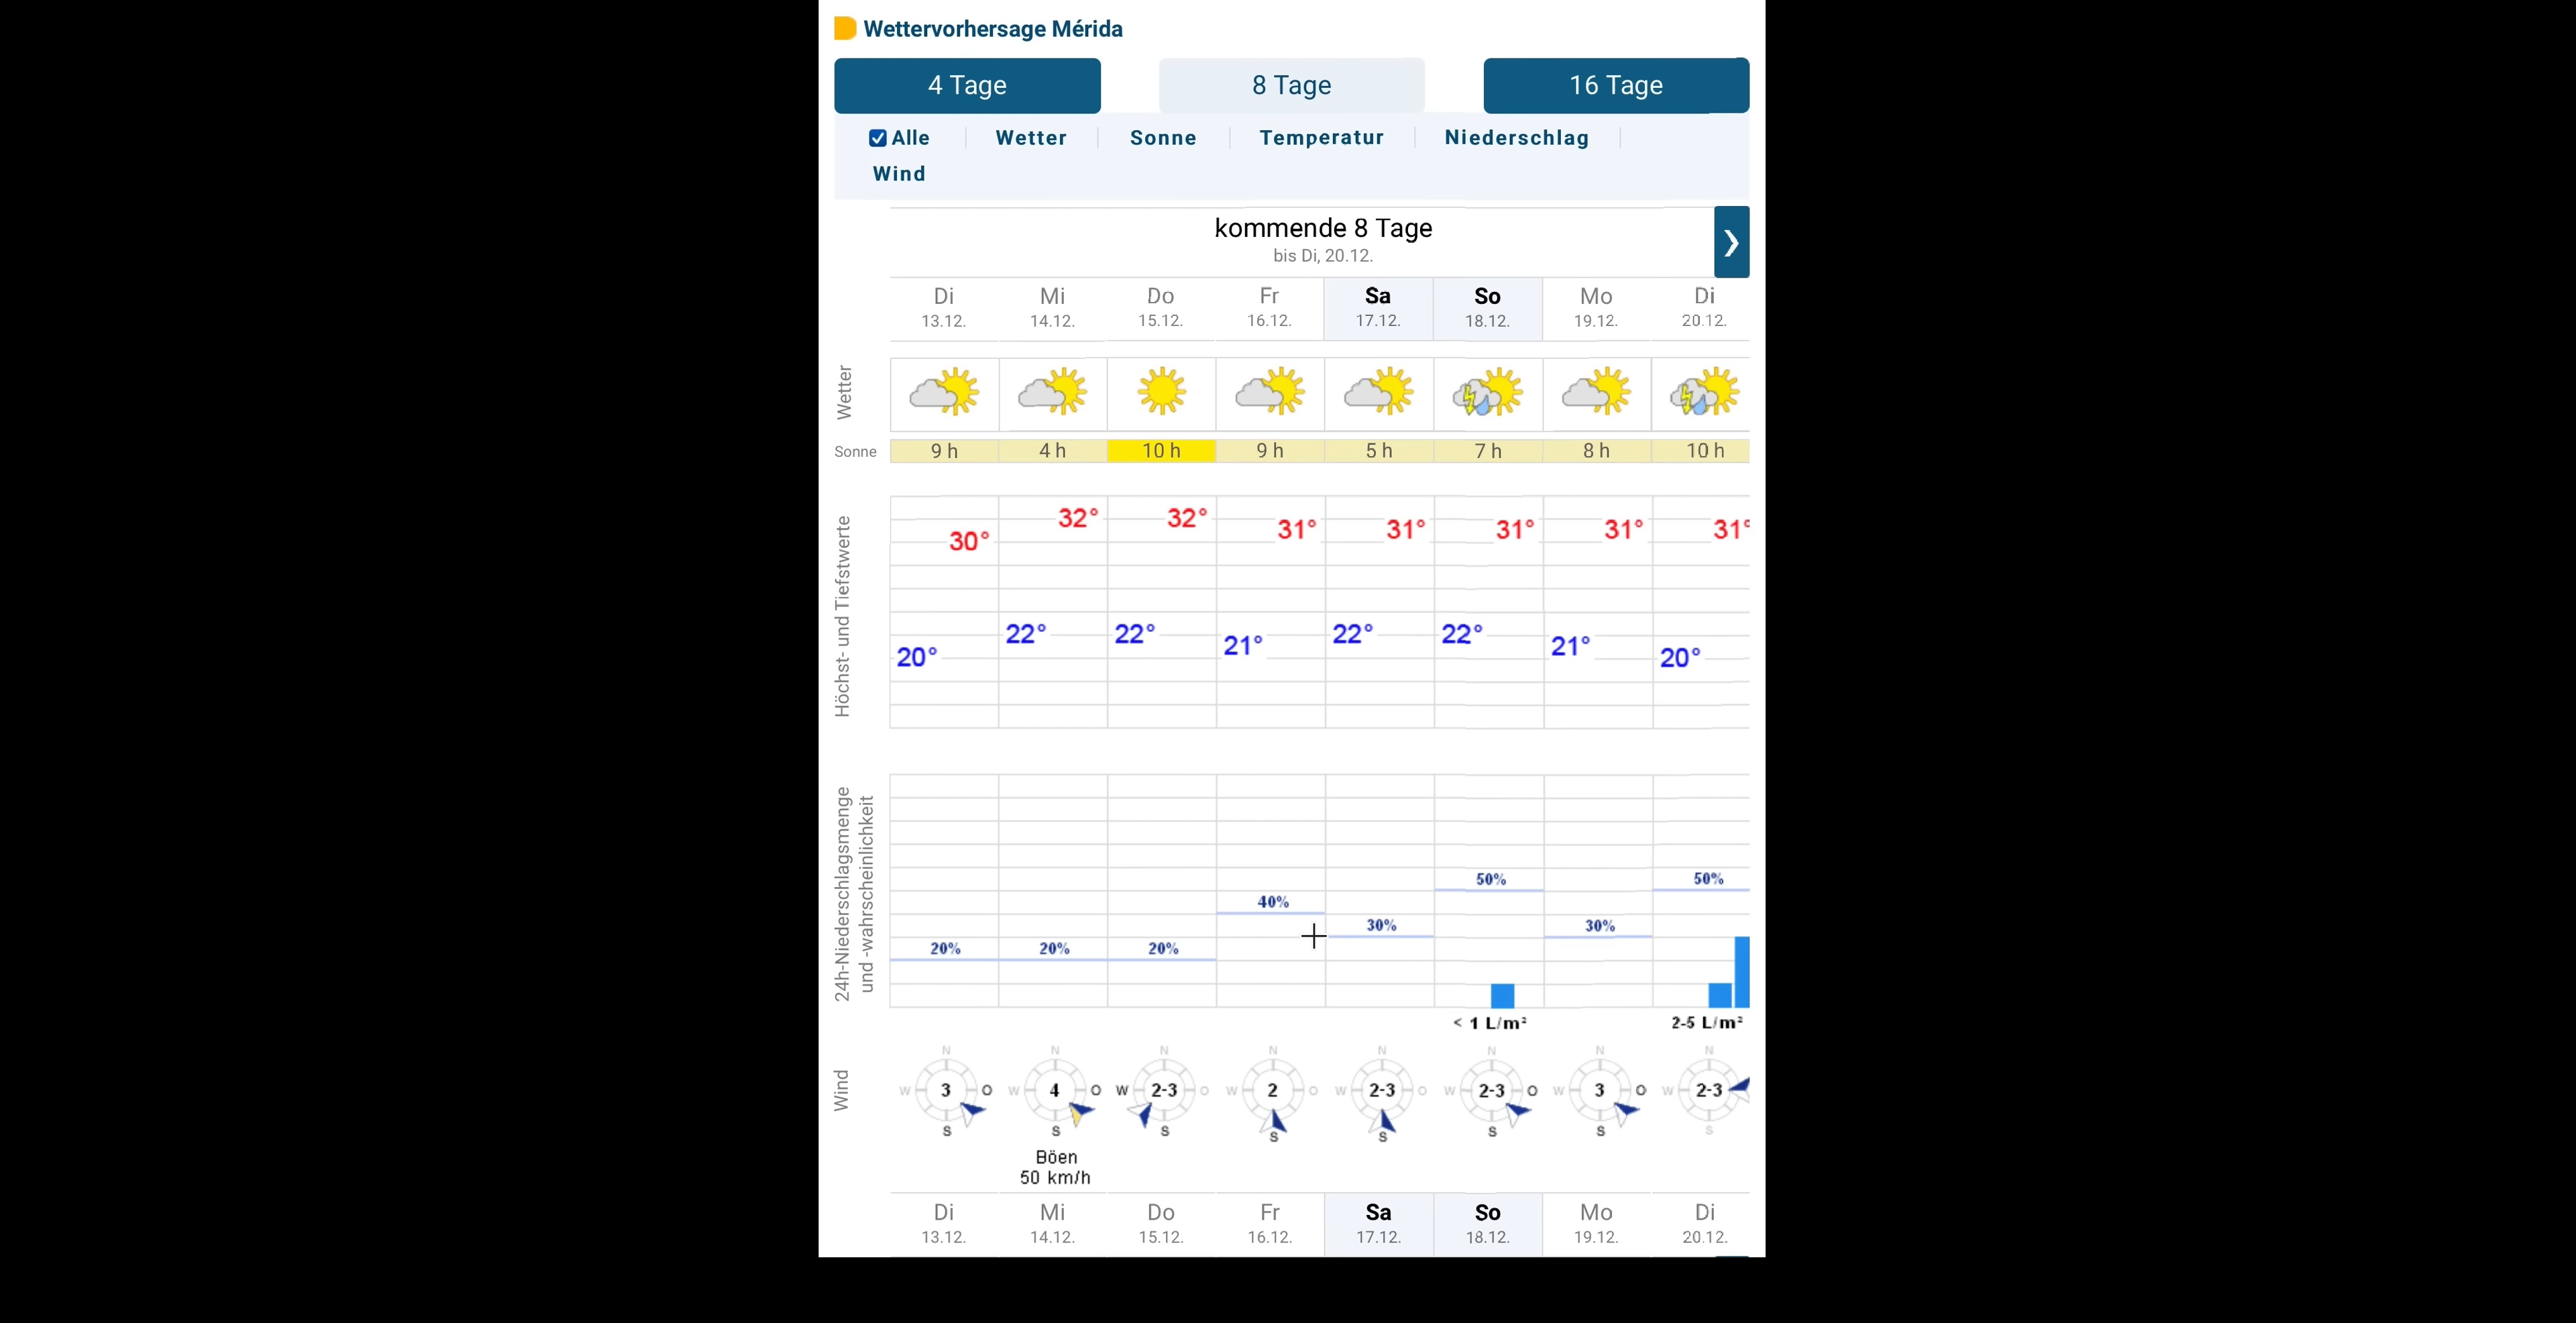 Wettervorhersage Mérida
4 Tage 8 Tage 16 Tage
Alle Wetter Sonne Temperatur Niederschlag
Wind
kommende 8 Tage
bis Di, 20.12.
Di Mi Do Fr Sa So Mo Di
13.12. 14.12. 15.12. 16.12. 17.12. 18.12. 19.12. 20.12.
Wetter
Sonne 9 h 4 h 10 h 9 h 5 h 7 h 8 h 10 h
Höchst- und Tiefstwerte
30° 32° 32° 31° 31° 31° 31° 31°
20° 22° 22° 21° 22° 22° 21° 20°
24h-Niederschlagsmenge
und -wahrscheinlichkeit
20% 20% 20% 40% 30% 50% 30% 50%
< 1 L/m² 2-5 L/m²
Wind
N N N N N N N N
W 3 O W 4 O W 2-3 O W 2 O W 2-3 O W 2-3 O W 3 O W 2-3
S S S S S S S S
Böen
50 km/h
Di Mi Do Fr Sa So Mo Di
13.12. 14.12. 15.12. 16.12. 17.12. 18.12. 19.12. 20.12.